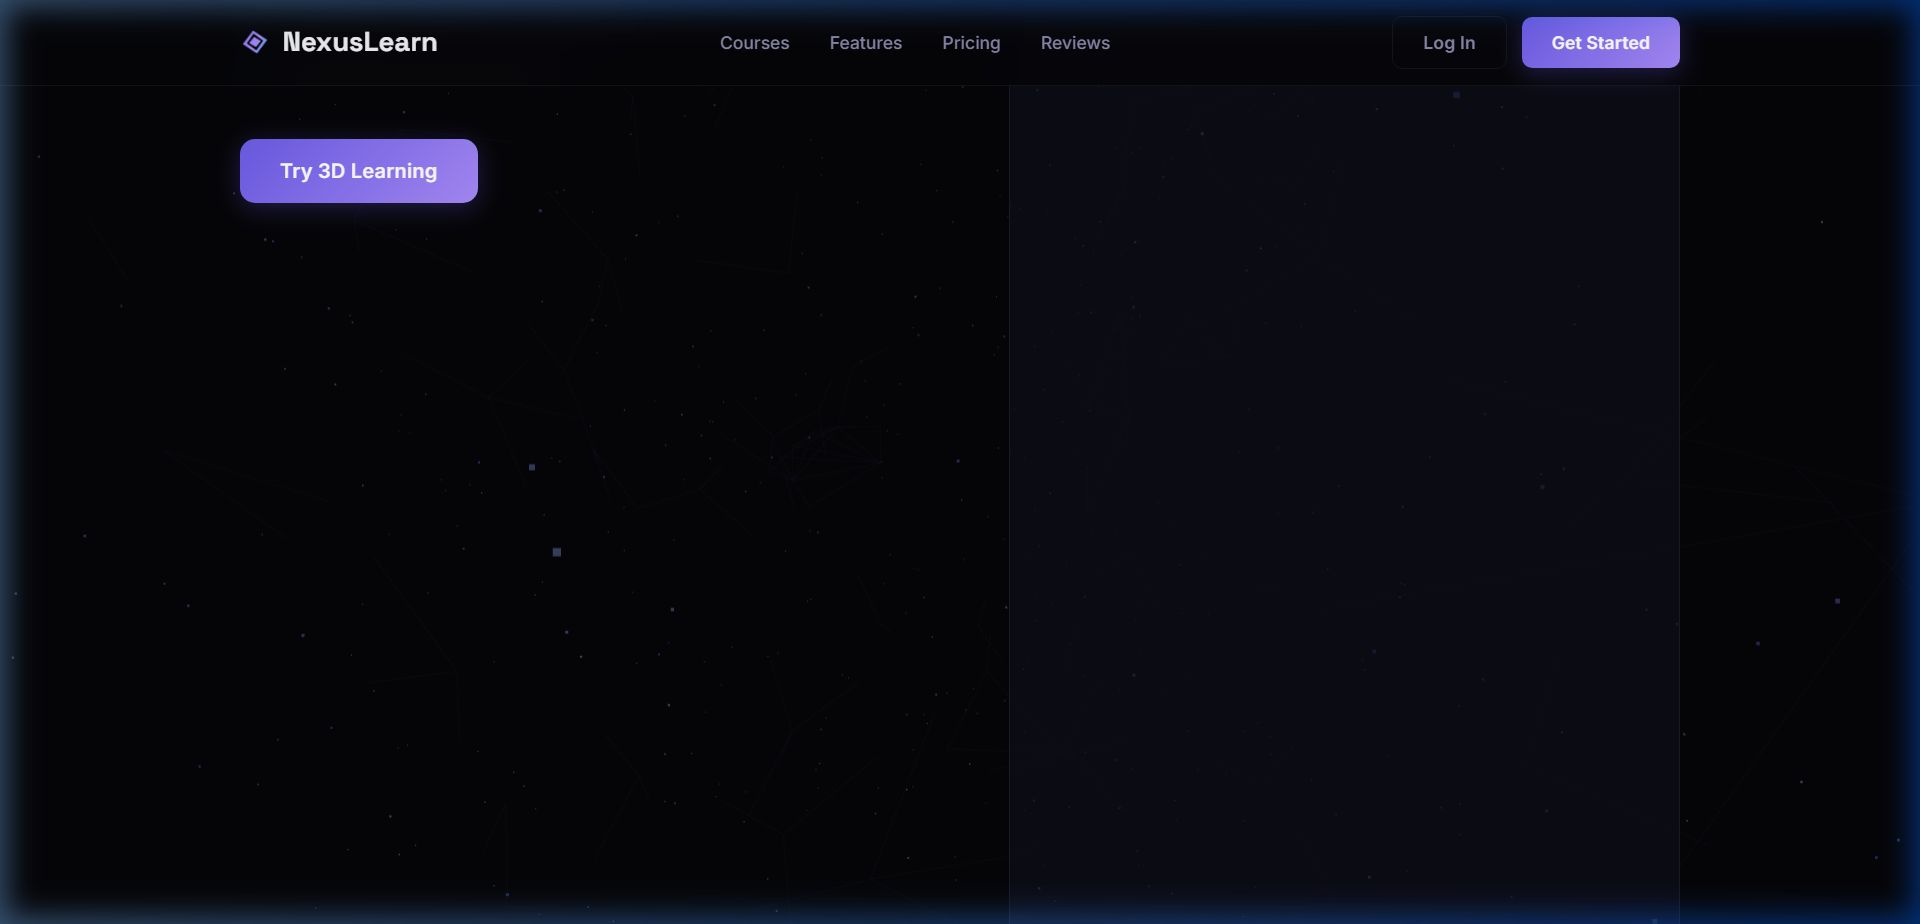 NexusLearn
Courses
Features
Pricing
Reviews
Log In
Get Started
Try 3D Learning